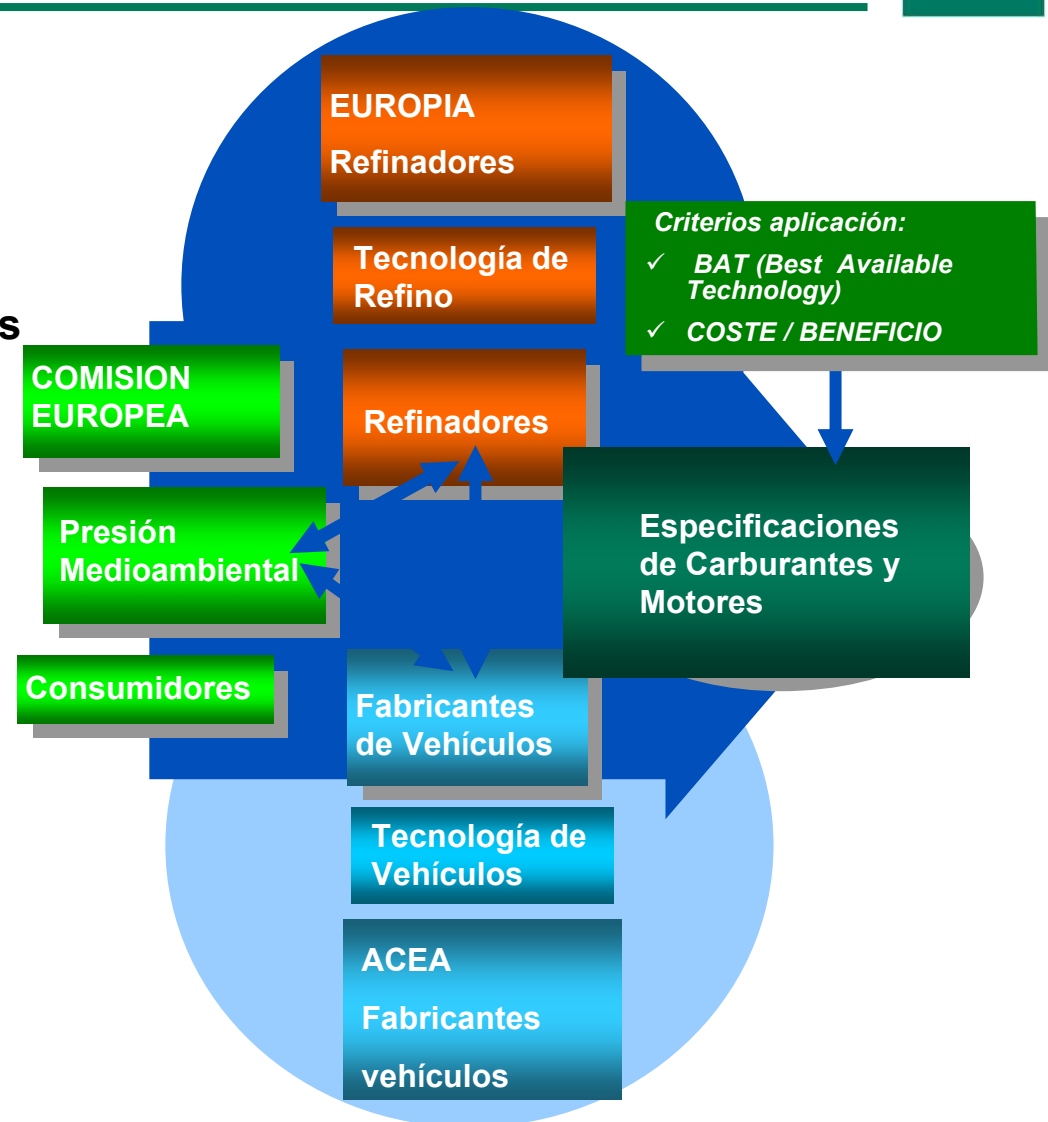 EUROPIA
Refinadores
Criterios aplicación:
✓ BAT (Best Available
Technology)
✓ COSTE / BENEFICIO
Tecnología de
Refino
s
COMISION
EUROPEA
Refinadores
Presión
Medioambiental
Especificaciones
de Carburantes y
Motores
Consumidores
Fabricantes
de Vehículos
Tecnología de
Vehículos
ACEA
Fabricantes
vehículos